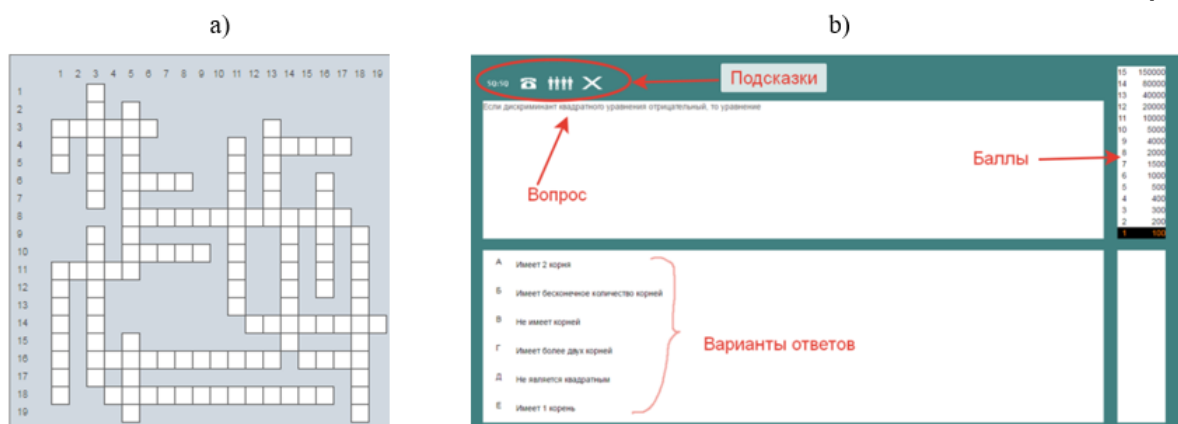 a)
b)
1 2 3 4 5 6 7 8 9 10 11 12 13 14 15 16 17 18 19
1
2
3
4
5
6
7
8
9
10
11
12
13
14
15
16
17
18
19
50:50
Подсказки
Если дискриминант квадратного уравнения отрицательный, то уравнение
Вопрос
Баллы
15 150000
14 80000
13 40000
12 20000
11 10000
10 5000
9 4000
8 2000
7 1500
6 1000
5 500
4 400
3 300
2 200
1 100
А Имеет 2 корня
Б Имеет бесконечное количество корней
В Не имеет корней
Г Имеет более двух корней
Д Не является квадратным
Е Имеет 1 корень
Варианты ответов